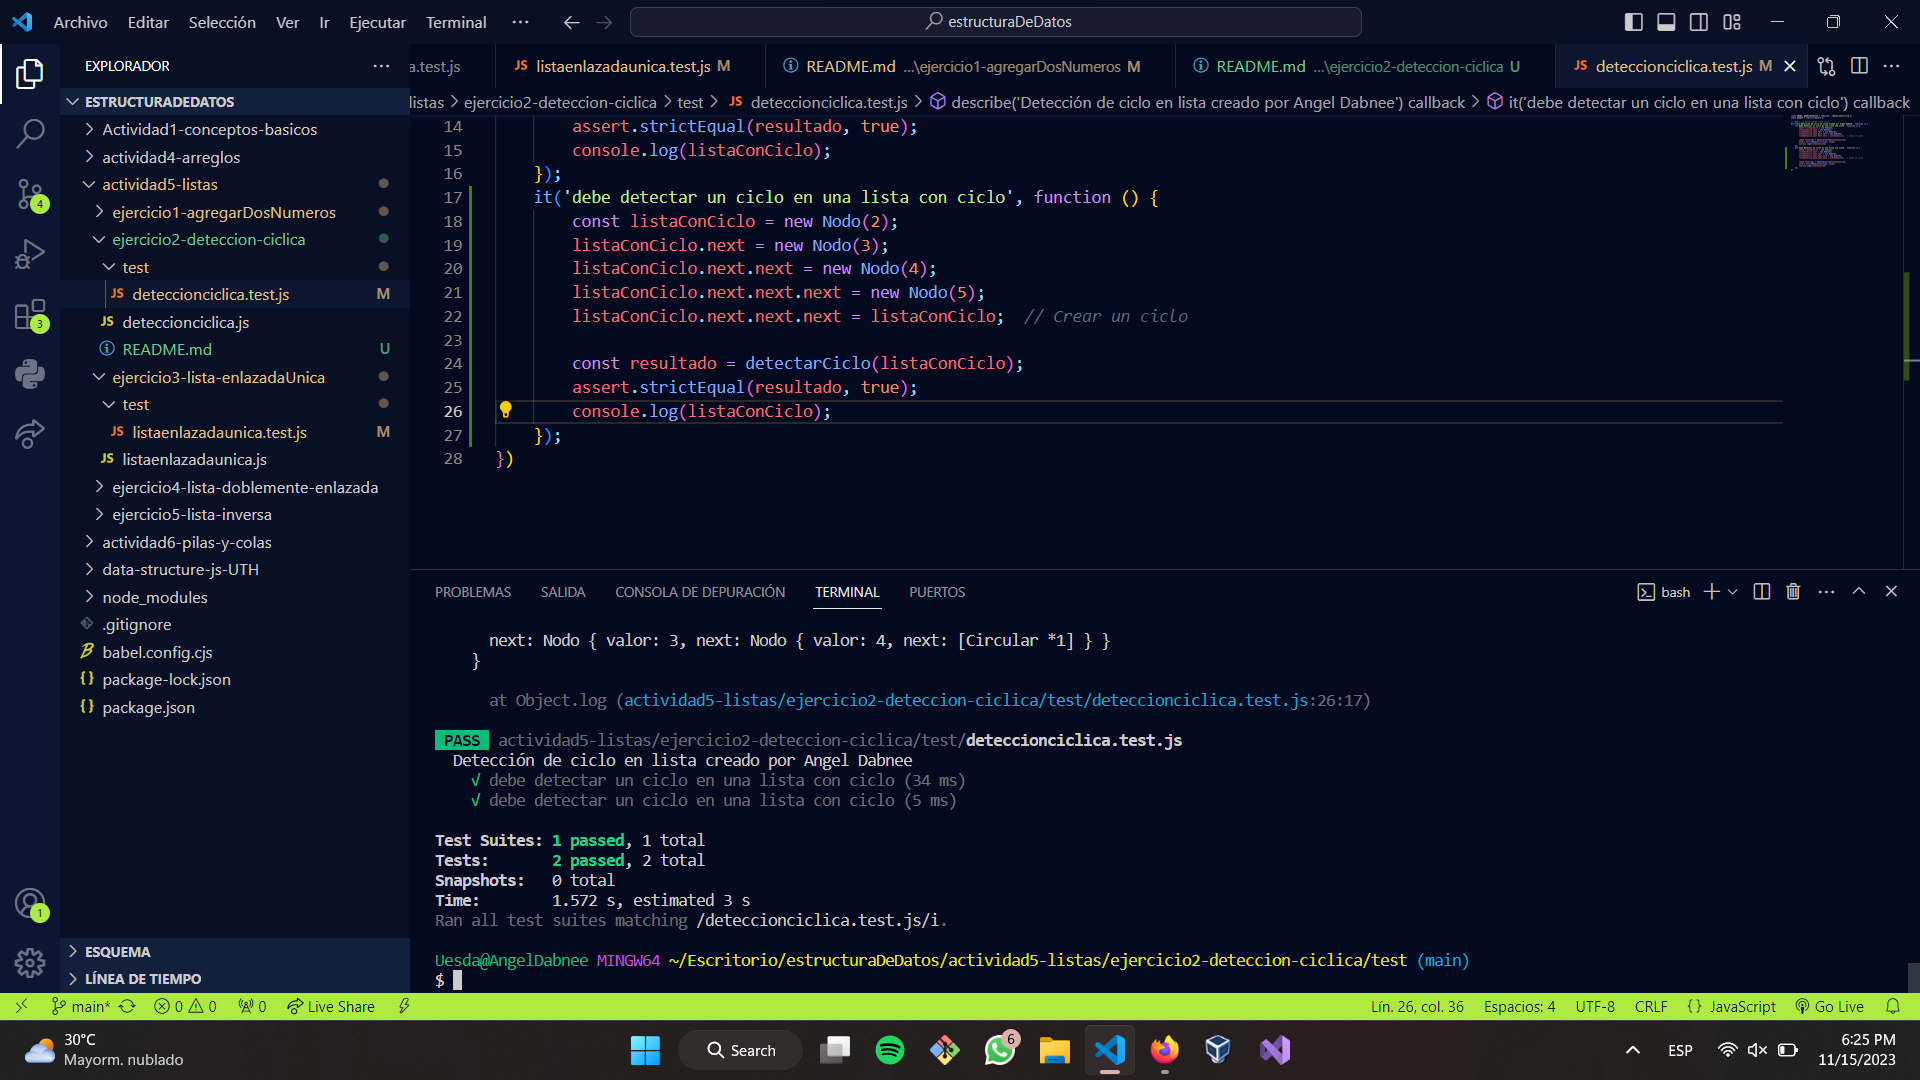 Archivo Editar Selección Ver Ir Ejecutar Terminal ··· estructuraDeDatos
EXPLORADOR ···
ESTRUCTURADEDATOS
Actividad1-conceptos-basicos
actividad4-arreglos
actividad5-listas
ejercicio1-agregarDosNumeros
ejercicio2-deteccion-ciclica
test
JS deteccionciclica.test.js M
JS deteccionciclica.js
README.md U
ejercicio3-lista-enlazadaUnica
test
JS listaenlazadaunica.test.js M
JS listaenlazadaunica.js
ejercicio4-lista-doblemente-enlazada
ejercicio5-lista-inversa
actividad6-pilas-y-colas
data-structure-js-UTH
node_modules
.gitignore
babel.config.cjs
package-lock.json
package.json
ESQUEMA
LÍNEA DE TIEMPO
4
3
1
a.test.js JS listaenlazadaunica.test.js M README.md ...\ejercicio1-agregarDosNumeros M README.md ...\ejercicio2-deteccion-ciclica U JS deteccionciclica.test.js M
listas > ejercicio2-deteccion-ciclica > test > JS deteccionciclica.test.js > describe('Detección de ciclo en lista creado por Angel Dabnee') callback > it('debe detectar un ciclo en una lista con ciclo') callback
14 assert.strictEqual(resultado, true);
15 console.log(listaConCiclo);
16 });
17 it('debe detectar un ciclo en una lista con ciclo', function () {
18 const listaConCiclo = new Nodo(2);
19 listaConCiclo.next = new Nodo(3);
20 listaConCiclo.next.next = new Nodo(4);
21 listaConCiclo.next.next.next = new Nodo(5);
22 listaConCiclo.next.next.next = listaConCiclo; // Crear un ciclo
23
24 const resultado = detectarCiclo(listaConCiclo);
25 assert.strictEqual(resultado, true);
26 console.log(listaConCiclo);
27 });
28 })
PROBLEMAS SALIDA CONSOLA DE DEPURACIÓN TERMINAL PUERTOS bash
next: Nodo { valor: 3, next: Nodo { valor: 4, next: [Circular *1] } }
}
at Object.log (actividad5-listas/ejercicio2-deteccion-ciclica/test/deteccionciclica.test.js:26:17)
PASS actividad5-listas/ejercicio2-deteccion-ciclica/test/deteccionciclica.test.js
Detección de ciclo en lista creado por Angel Dabnee
√ debe detectar un ciclo en una lista con ciclo (34 ms)
√ debe detectar un ciclo en una lista con ciclo (5 ms)
Test Suites: 1 passed, 1 total
Tests: 2 passed, 2 total
Snapshots: 0 total
Time: 1.572 s, estimated 3 s
Ran all test suites matching /deteccionciclica.test.js/i.
Uesda@AngelDabnee MINGW64 ~/Escritorio/estructuraDeDatos/actividad5-listas/ejercicio2-deteccion-ciclica/test (main)
$
main* 0 0 0 Live Share Lín. 26, col. 36 Espacios: 4 UTF-8 CRLF {} JavaScript Go Live
30°C
Mayorm. nublado
Search
6
ESP
6:25 PM
11/15/2023